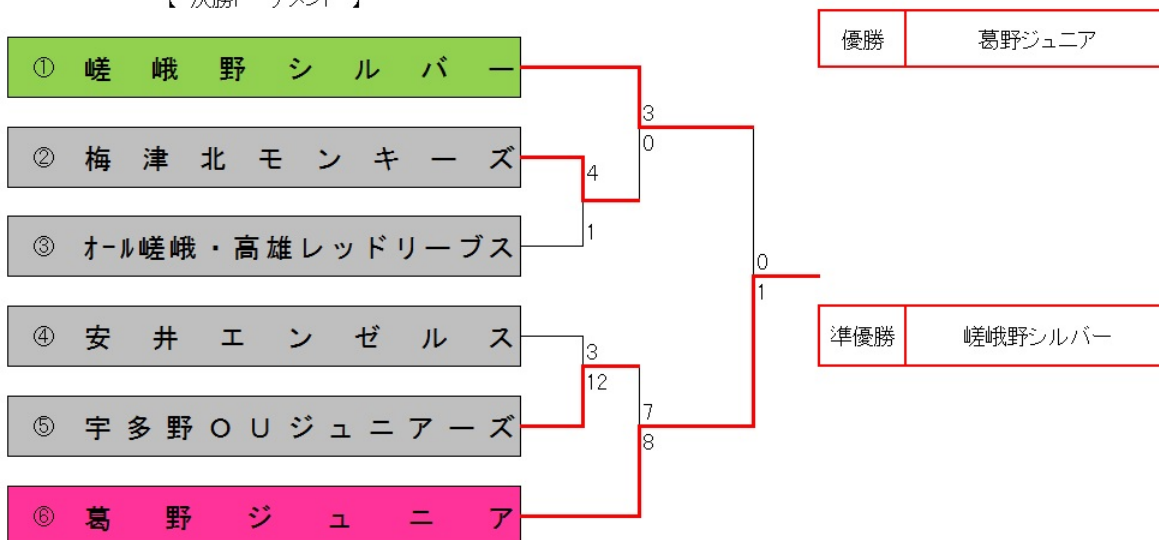 優勝 葛野ジュニア
① 嵯峨野シルバー
3
0
② 梅津北モンキーズ
4
1
③ オール嵯峨・高雄レッドリーブス
0
1
④ 安井エンゼルス
3
12
準優勝 嵯峨野シルバー
⑤ 宇多野OUジュニアーズ
7
8
⑥ 葛野ジュニア